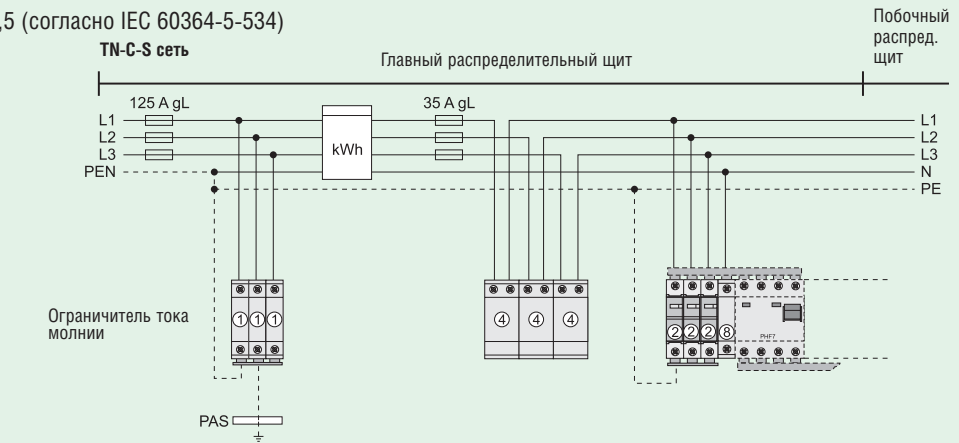 ,5 (согласно IEC 60364-5-534)
TN-C-S сеть
Главный распределительный щит
Побочный
распред.
щит
125 A gL
35 A gL
L1
L2
L3
PEN
kWh
L1
L2
L3
N
PE
Ограничитель тока
молнии
1 1 1
4 4 4
2 2 2 8
PHF7
PAS